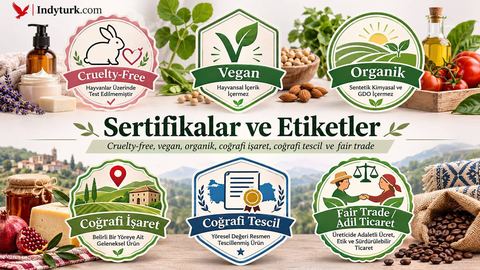 Indyturk.com
Cruelty-Free
Hayvanlar Üzerinde
Test Edilmemiştir
Vegan
Hayvansal İçerik
İçermez
Organik
Sentetik Kimyasal ve
GDO İçermez
Sertifikalar ve Etiketler
Cruelty-free, vegan, organik, coğrafi işaret, coğrafi tescil ve fair trade
Coğrafi İşaret
Belirli Bir Yöreye Ait
Geleneksel Ürün
Coğrafi Tescil
Yöresel Değeri Resmen
Tescillenmiş Ürün
Fair Trade /
Adil Ticaret
Üreticide Adaletli Ücret,
Etik ve Sürdürülebilir
Ticaret